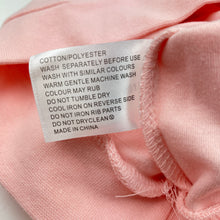 COTTON/POLYESTER
WASH SEPARATELY BEFORE USE
WASH WITH SIMILAR COLOURS
WARM GENTLE MACHINE WASH
COLOUR MAY RUB
DO NOT TUMBLE DRY
COOL IRON ON REVERSE SIDE
DO NOT IRON RIB PARTS
DO NOT DRYCLEAN
MADE IN CHINA